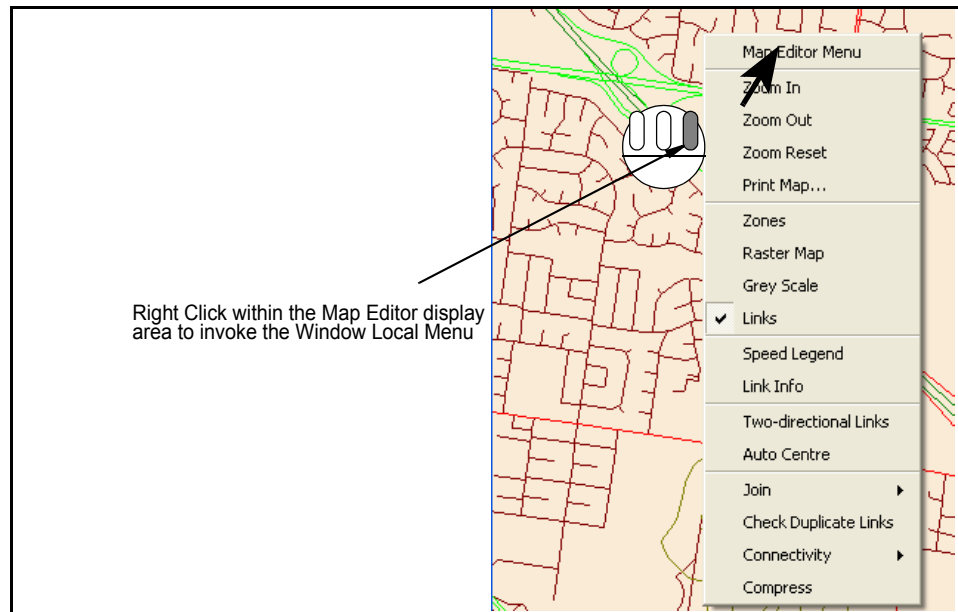 Map Editor Menu
Zoom In
Zoom Out
Zoom Reset
Print Map...
Zones
Raster Map
Grey Scale
Links
Speed Legend
Link Info
Two-directional Links
Auto Centre
Join
Check Duplicate Links
Connectivity
Compress
Right Click within the Map Editor display
area to invoke the Window Local Menu